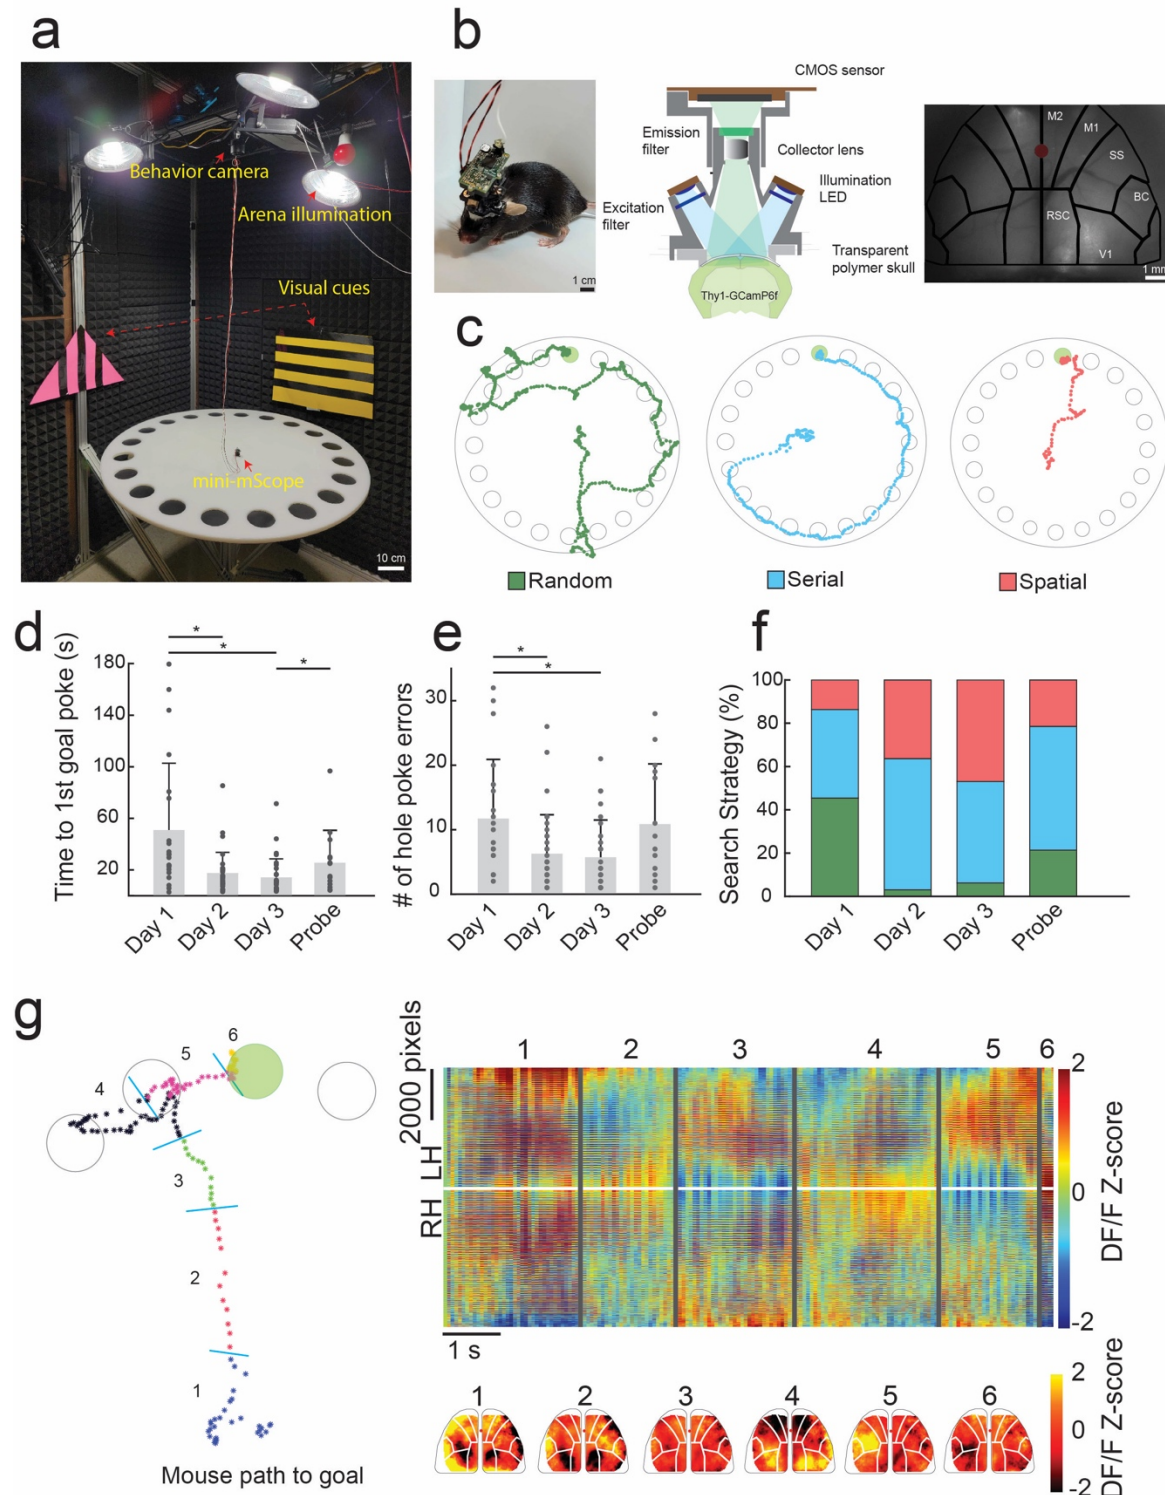 a
Behavior camera
Arena illumination
Visual cues
mini-mScope
10 cm
b
1 cm
CMOS sensor
Emission
filter
Collector lens
Illumination
LED
Excitation
filter
Transparent
polymer skull
Thy1-GCamP6f
M2
M1
SS
BC
RSC
V1
1 mm
c
Random
Serial
Spatial
d
Time to 1st goal poke (s)
180
140
100
60
20
*
*
*
Day 1
Day 2
Day 3
Probe
e
# of hole poke errors
30
20
10
0
*
*
Day 1
Day 2
Day 3
Probe
f
Search Strategy (%)
100
80
60
40
20
0
Day 1
Day 2
Day 3
Probe
g
6
5
4
3
2
1
Mouse path to goal
2000 pixels
LH
RH
1 2 3 4 5 6
1 s
2
0
-2
DF/F Z-score
1 2 3 4 5 6
2
0
-2
DF/F Z-score